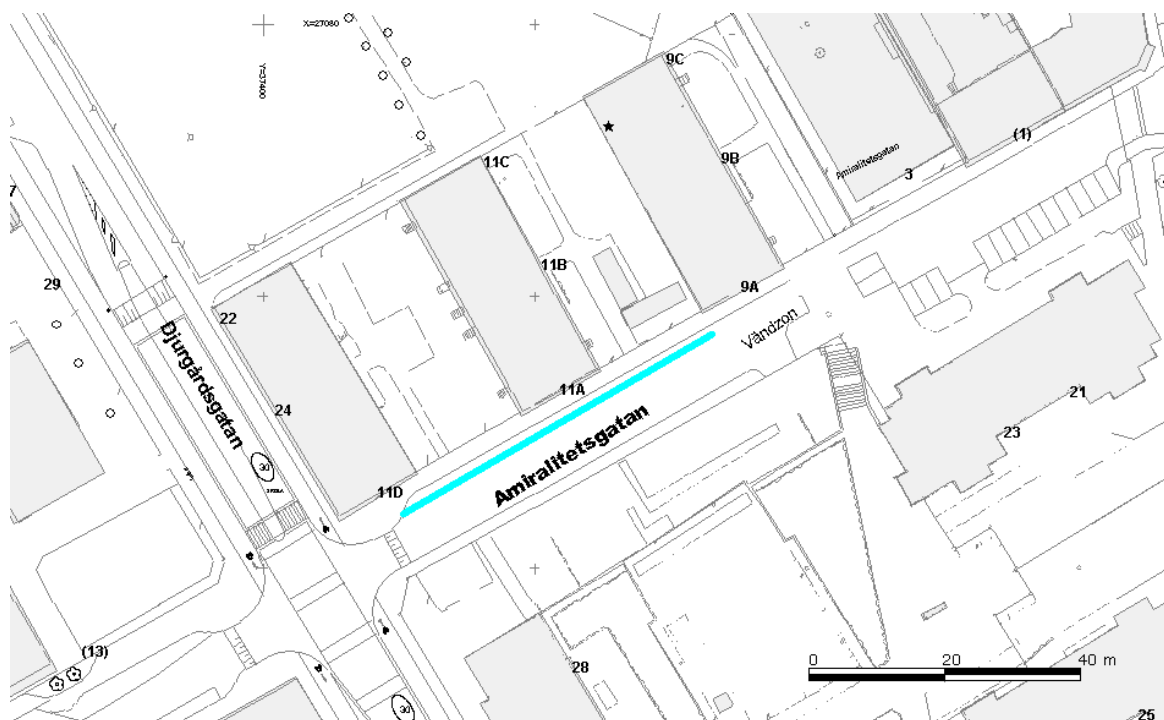 X=27080
Y=37400
9C
(1)
11C
9B
Amiralitetsgatan
3
7
29
11B
9A
22
Djurgårdsgatan
Vändzon
24
11A
21
23
11D
Amiralitetsgatan
30
30
(13)
28
0 20 40 m
25